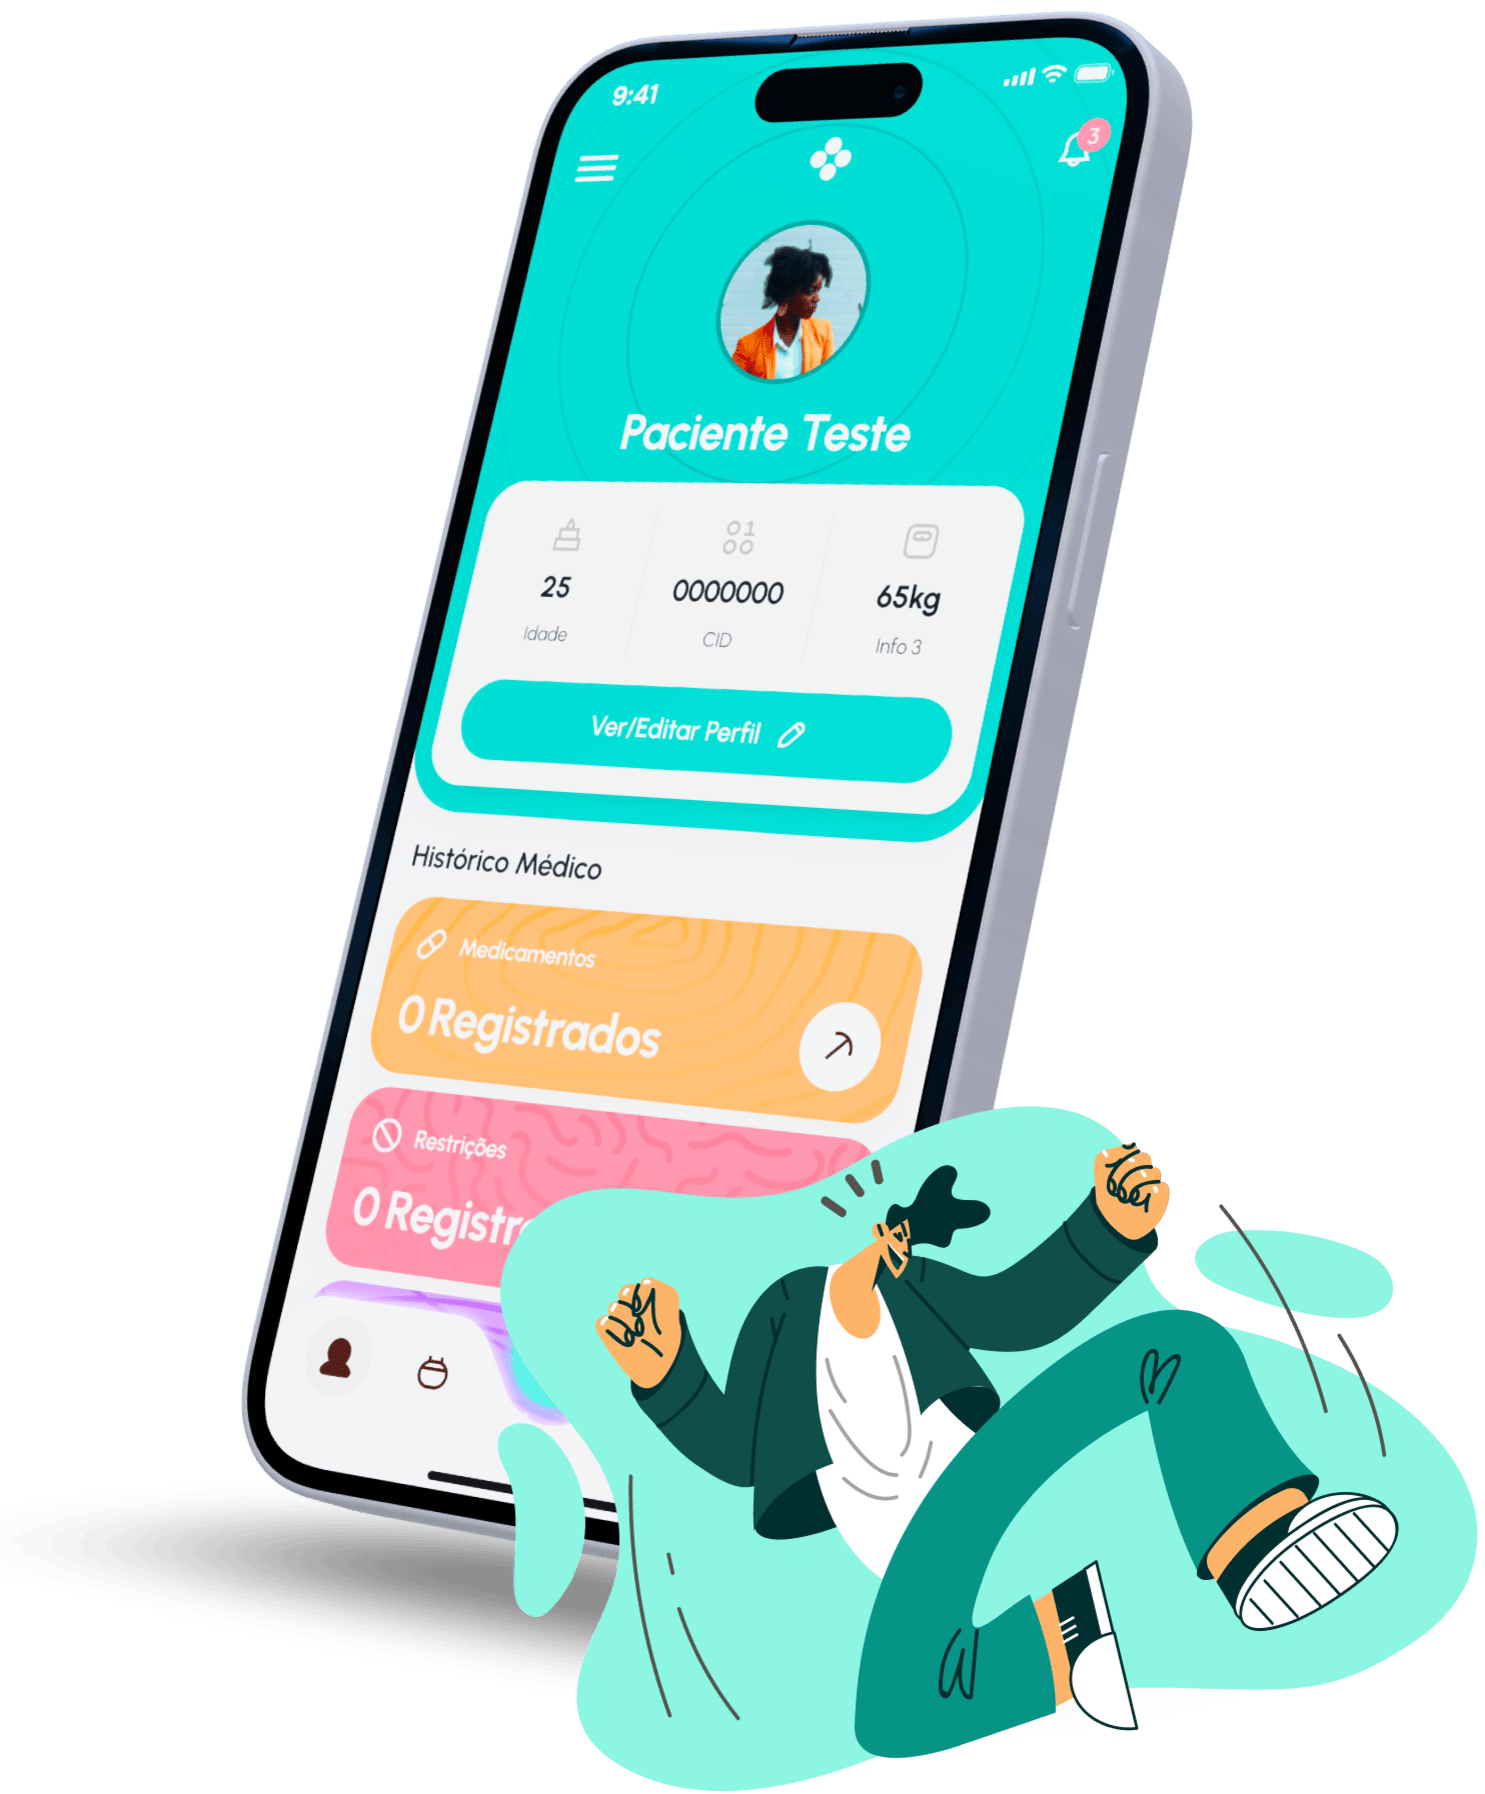 9:41
3
Paciente Teste
25
0000000
65kg
Idade
CID
Info 3
Ver/Editar Perfil
Histórico Médico
Medicamentos
0 Registrados
Restrições
0